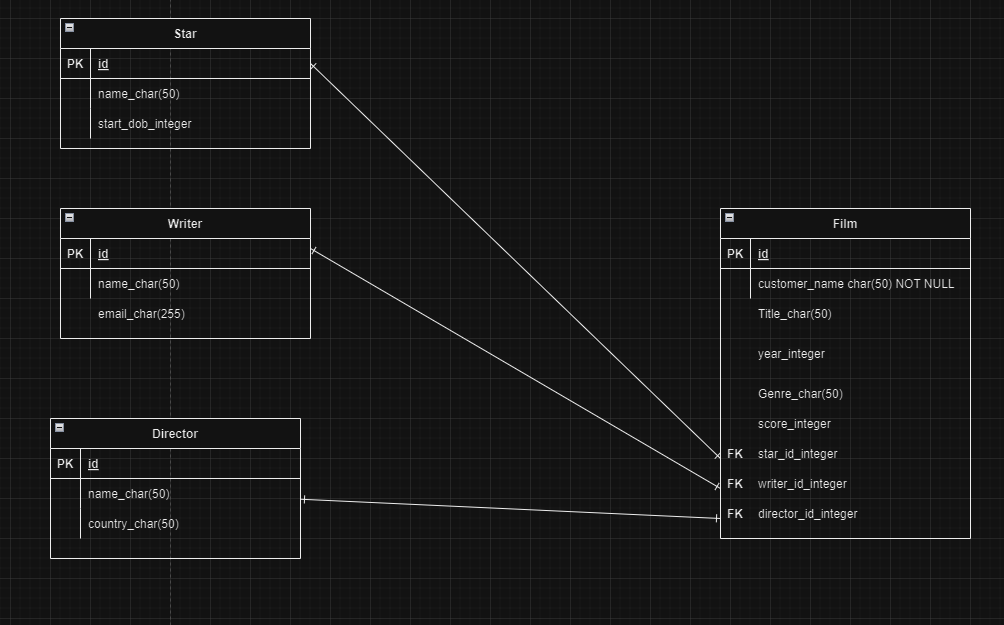 Star
PK id
name_char(50)
start_dob_integer
Writer
PK id
name_char(50)
email_char(255)
Director
PK id
name_char(50)
country_char(50)
Film
PK id
customer_name char(50) NOT NULL
Title_char(50)
year_integer
Genre_char(50)
score_integer
FK star_id_integer
FK writer_id_integer
FK director_id_integer